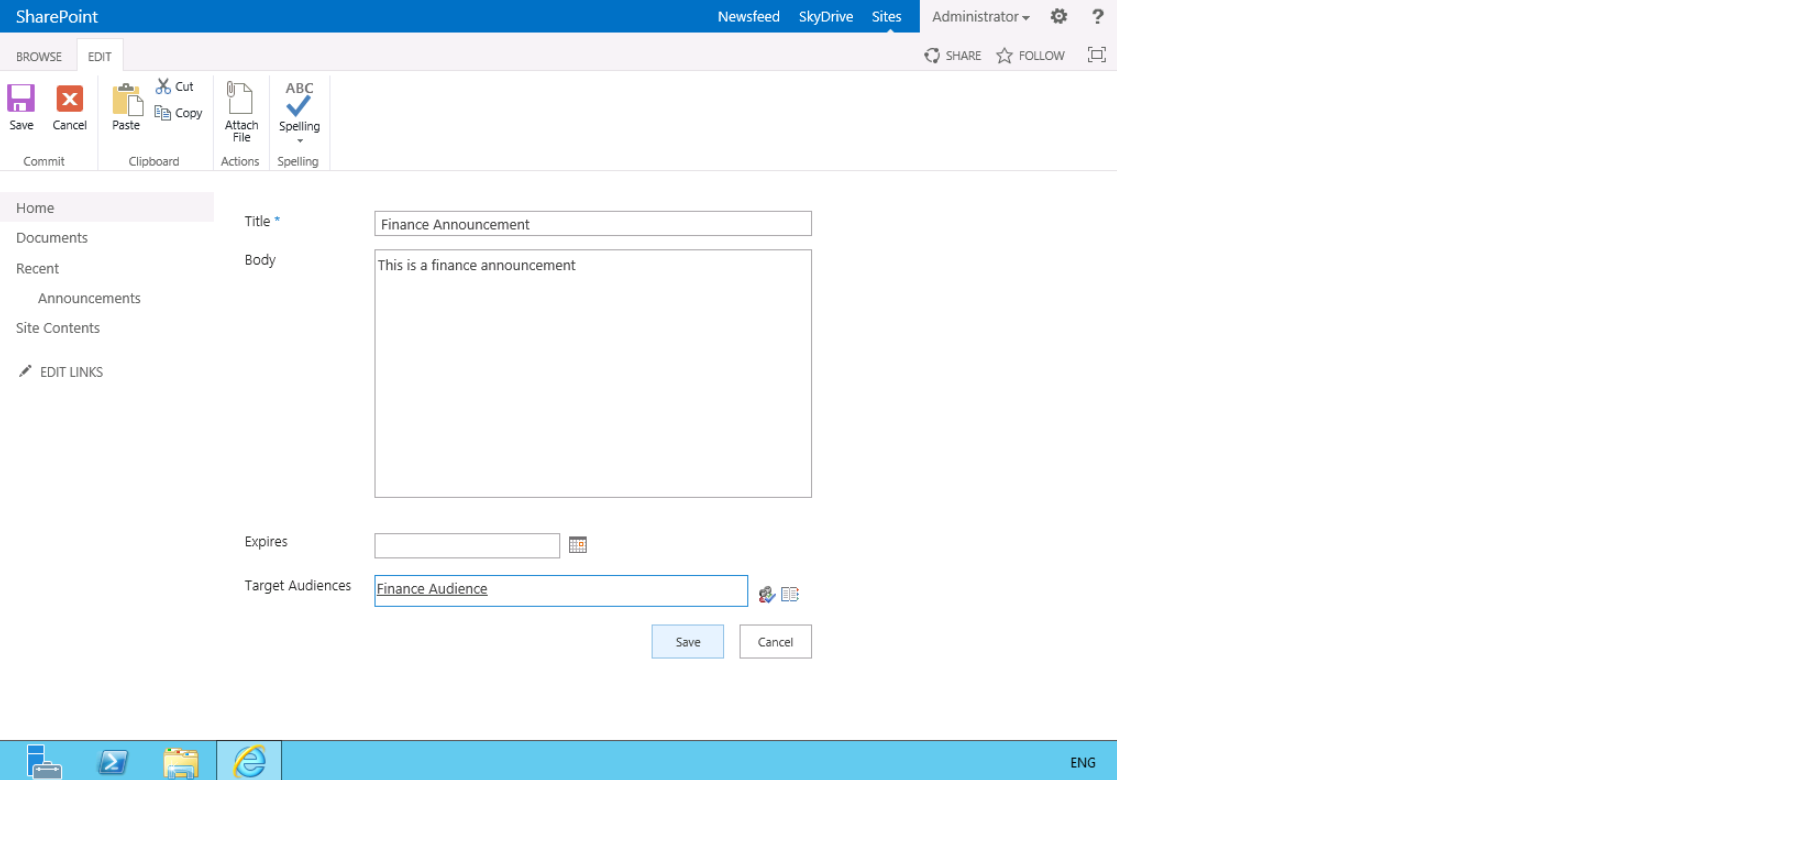 SharePoint Newsfeed SkyDrive Sites Administrator ?
BROWSE EDIT SHARE FOLLOW
Save
Cancel
Paste
Cut
Copy
Attach
File
ABC
Spelling
Commit Clipboard Actions Spelling
Home
Documents
Recent
Announcements
Site Contents
EDIT LINKS
Title * Finance Announcement
Body This is a finance announcement
Expires
Target Audiences Finance Audience
Save Cancel
ENG